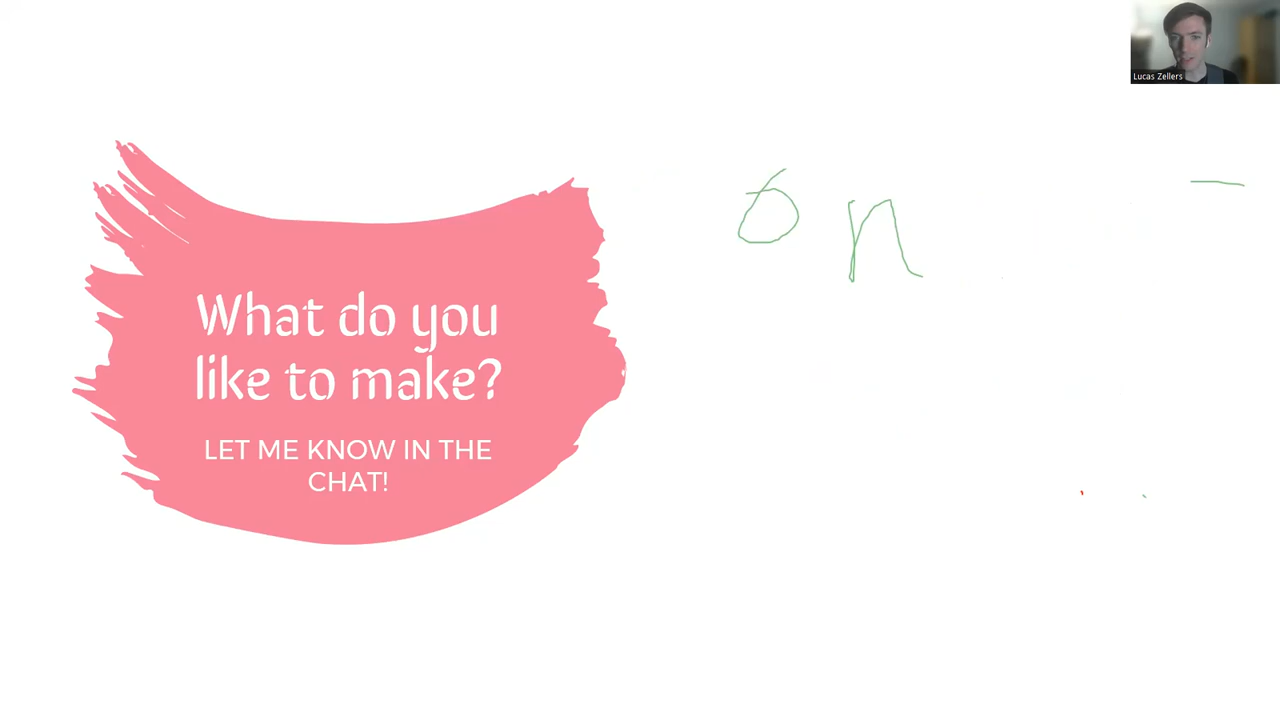 Lucas Zellers
What do you
like to make?
LET ME KNOW IN THE
CHAT!
n